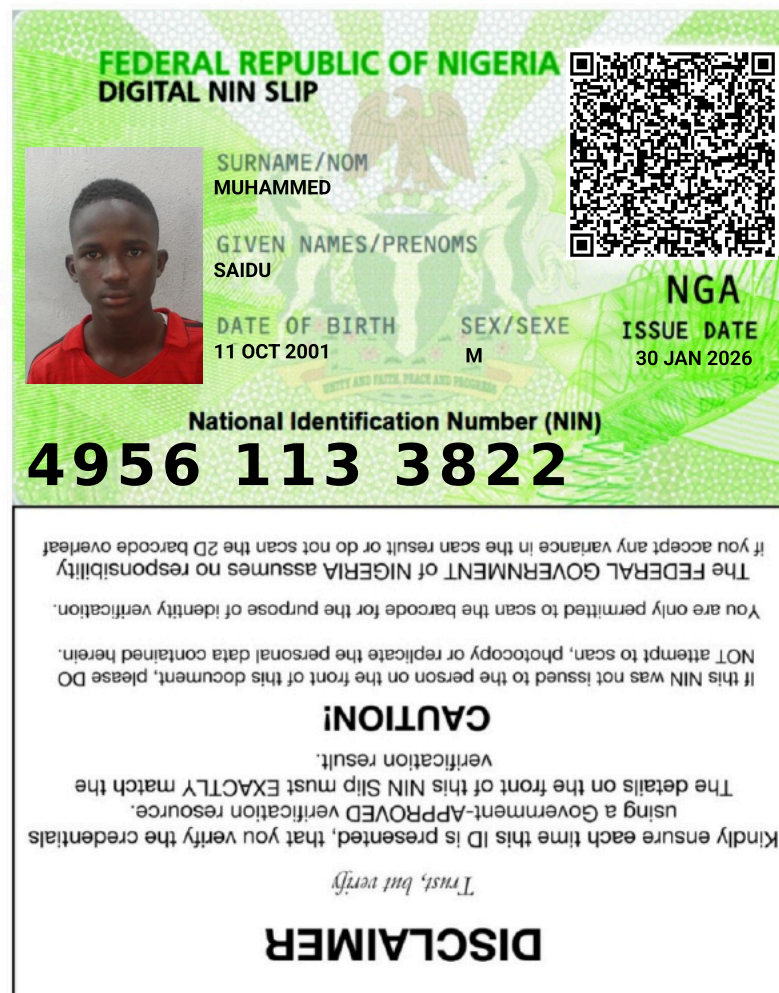 FEDERAL REPUBLIC OF NIGERIA
DIGITAL NIN SLIP
SURNAME/NOM
MUHAMMED
GIVEN NAMES/PRENOMS
SAIDU
DATE OF BIRTH
11 OCT 2001
SEX/SEXE
M
NGA
ISSUE DATE
30 JAN 2026
UNITY AND FAITH, PEACE AND PROGRESS
National Identification Number (NIN)
4956 113 3822
DISCLAIMER
Trust, but verify
Kindly ensure each time this ID is presented, that you verify the credentials
using a Government-APPROVED verification resource.
The details on the front of this NIN Slip must EXACTLY match the
verification result.
CAUTION!
If this NIN was not issued to the person on the front of this document, please DO
NOT attempt to scan, photocopy or replicate the personal data contained herein.
You are only permitted to scan the barcode for the purpose of identity verification.
The FEDERAL GOVERNMENT of NIGERIA assumes no responsibility
if you accept any variance in the scan result or do not scan the 2D barcode overleaf